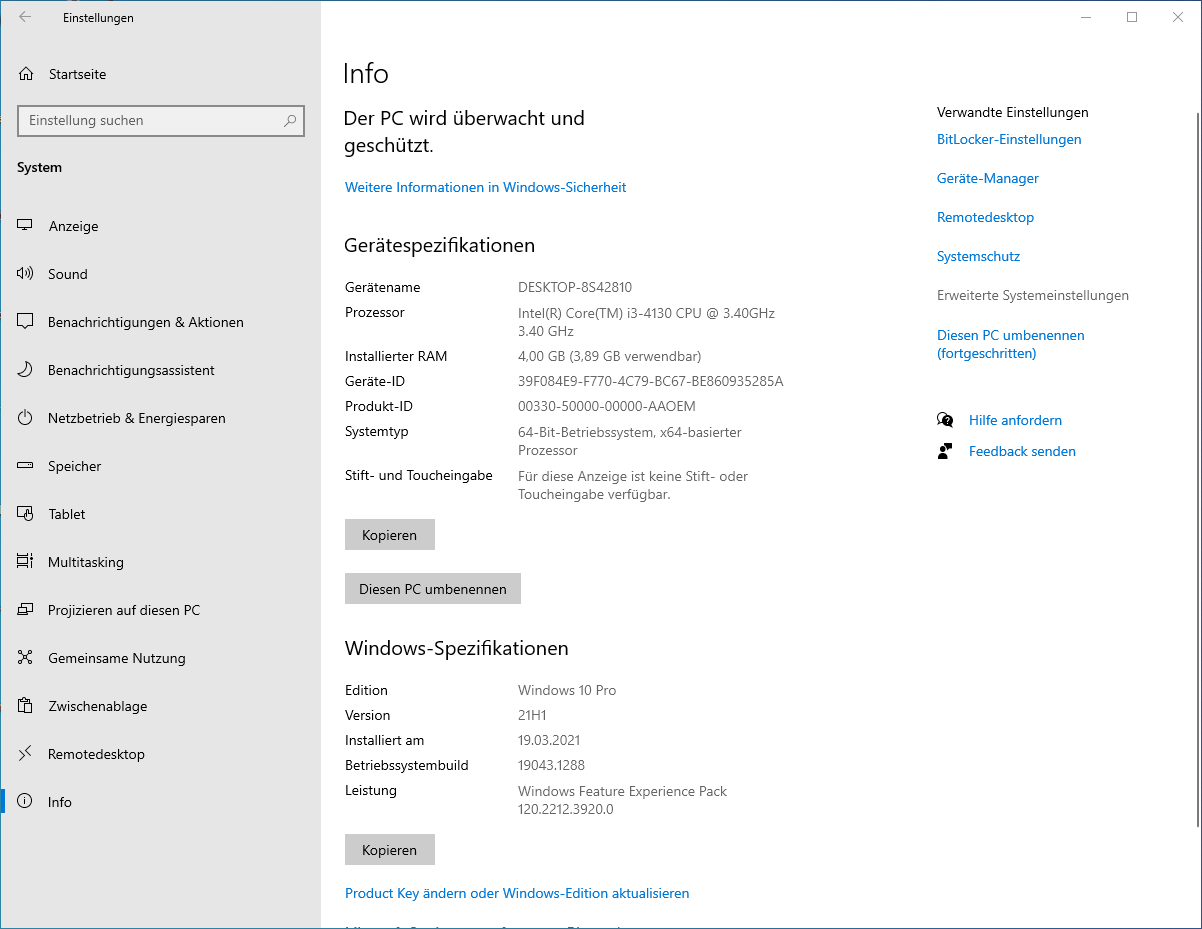 Einstellungen
Startseite
Einstellung suchen
System
Anzeige
Sound
Benachrichtigungen & Aktionen
Benachrichtigungsassistent
Netzbetrieb & Energiesparen
Speicher
Tablet
Multitasking
Projizieren auf diesen PC
Gemeinsame Nutzung
Zwischenablage
Remotedesktop
Info
Info
Der PC wird überwacht und
geschützt.
Weitere Informationen in Windows-Sicherheit
Gerätespezifikationen
Gerätename DESKTOP-8S42810
Prozessor Intel(R) Core(TM) i3-4130 CPU @ 3.40GHz
3.40 GHz
Installierter RAM 4,00 GB (3,89 GB verwendbar)
Geräte-ID 39F084E9-F770-4C79-BC67-BE860935285A
Produkt-ID 00330-50000-00000-AAOEM
Systemtyp 64-Bit-Betriebssystem, x64-basierter
Prozessor
Stift- und Toucheingabe Für diese Anzeige ist keine Stift- oder
Toucheingabe verfügbar.
Kopieren
Diesen PC umbenennen
Windows-Spezifikationen
Edition Windows 10 Pro
Version 21H1
Installiert am 19.03.2021
Betriebssystembuild 19043.1288
Leistung Windows Feature Experience Pack
120.2212.3920.0
Kopieren
Product Key ändern oder Windows-Edition aktualisieren
Verwandte Einstellungen
BitLocker-Einstellungen
Geräte-Manager
Remotedesktop
Systemschutz
Erweiterte Systemeinstellungen
Diesen PC umbenennen
(fortgeschritten)
Hilfe anfordern
Feedback senden